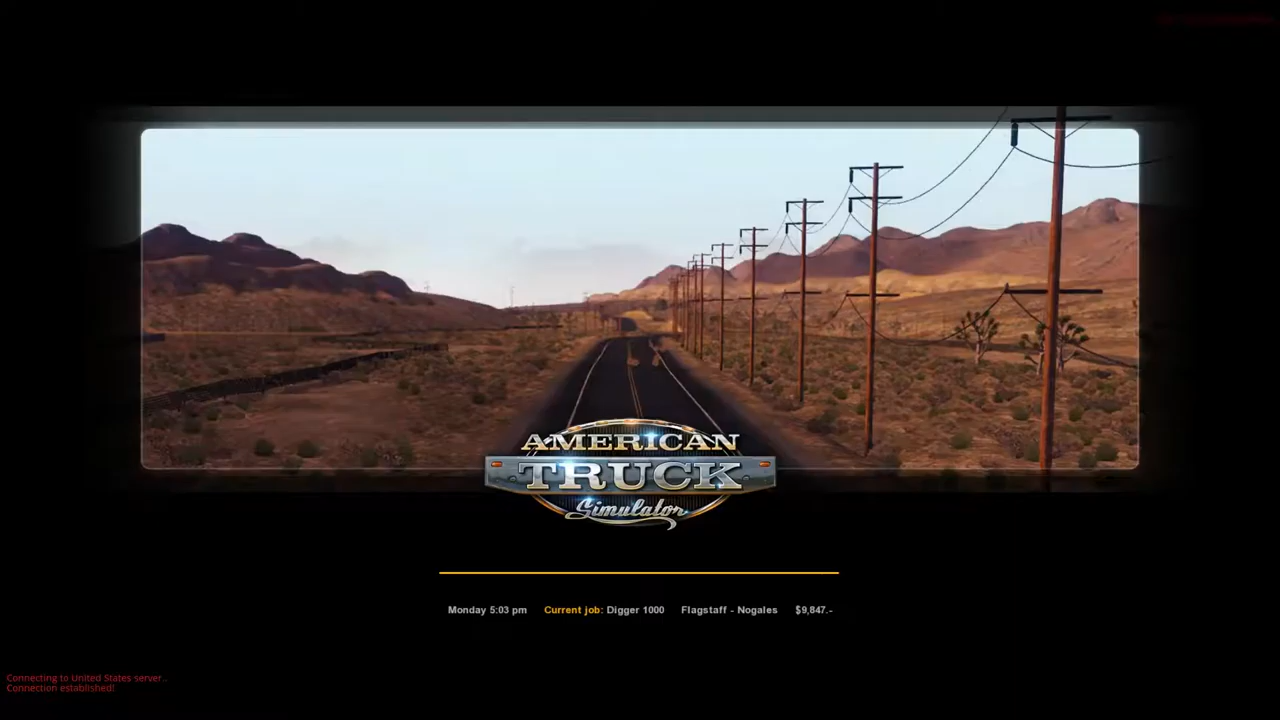 AMERICAN
TRUCK
Simulator
Monday 5:03 pm Current job: Digger 1000 Flagstaff - Nogales $9,847.-
Connecting to United States server..
Connection established!